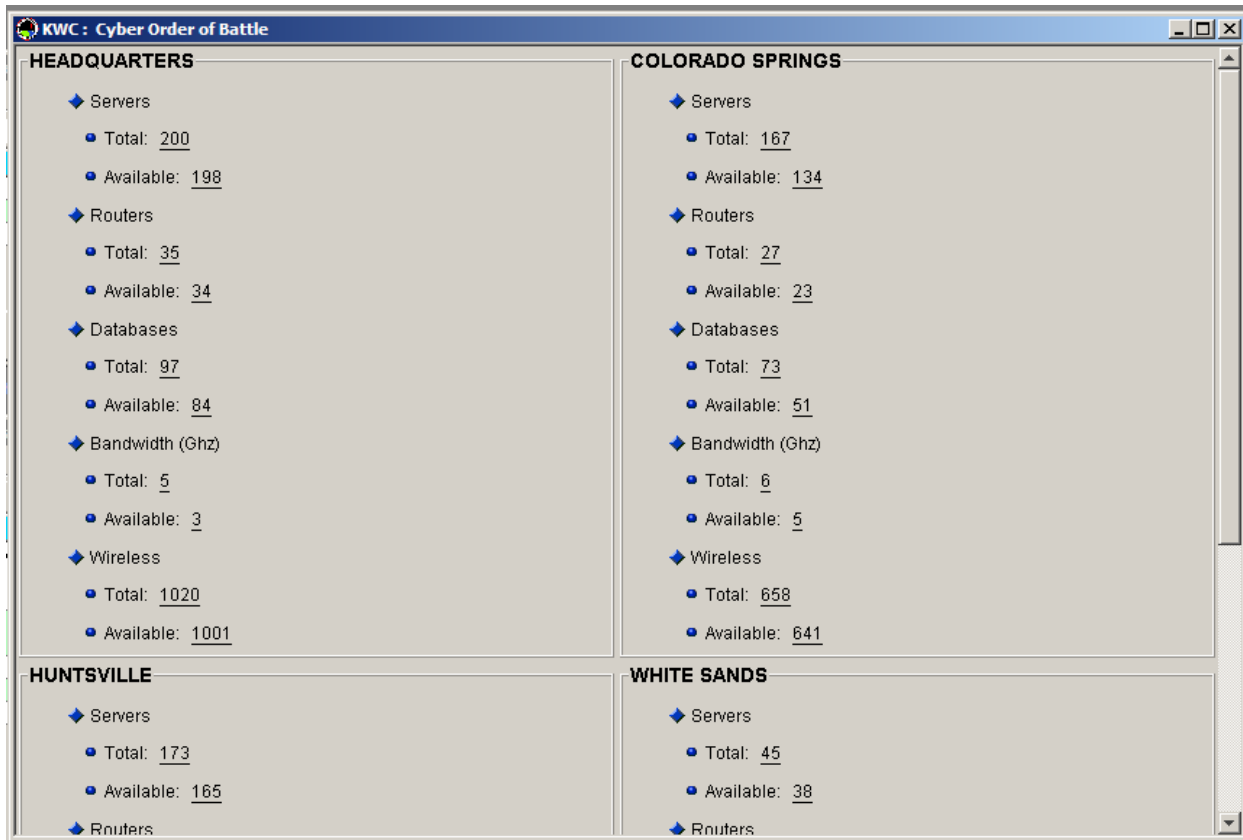 KWC : Cyber Order of Battle
HEADQUARTERS
Servers
Total: 200
Available: 198
Routers
Total: 35
Available: 34
Databases
Total: 97
Available: 84
Bandwidth (Ghz)
Total: 5
Available: 3
Wireless
Total: 1020
Available: 1001
COLORADO SPRINGS
Servers
Total: 167
Available: 134
Routers
Total: 27
Available: 23
Databases
Total: 73
Available: 51
Bandwidth (Ghz)
Total: 6
Available: 5
Wireless
Total: 658
Available: 641
HUNTSVILLE
Servers
Total: 173
Available: 165
Routers
WHITE SANDS
Servers
Total: 45
Available: 38
Routers